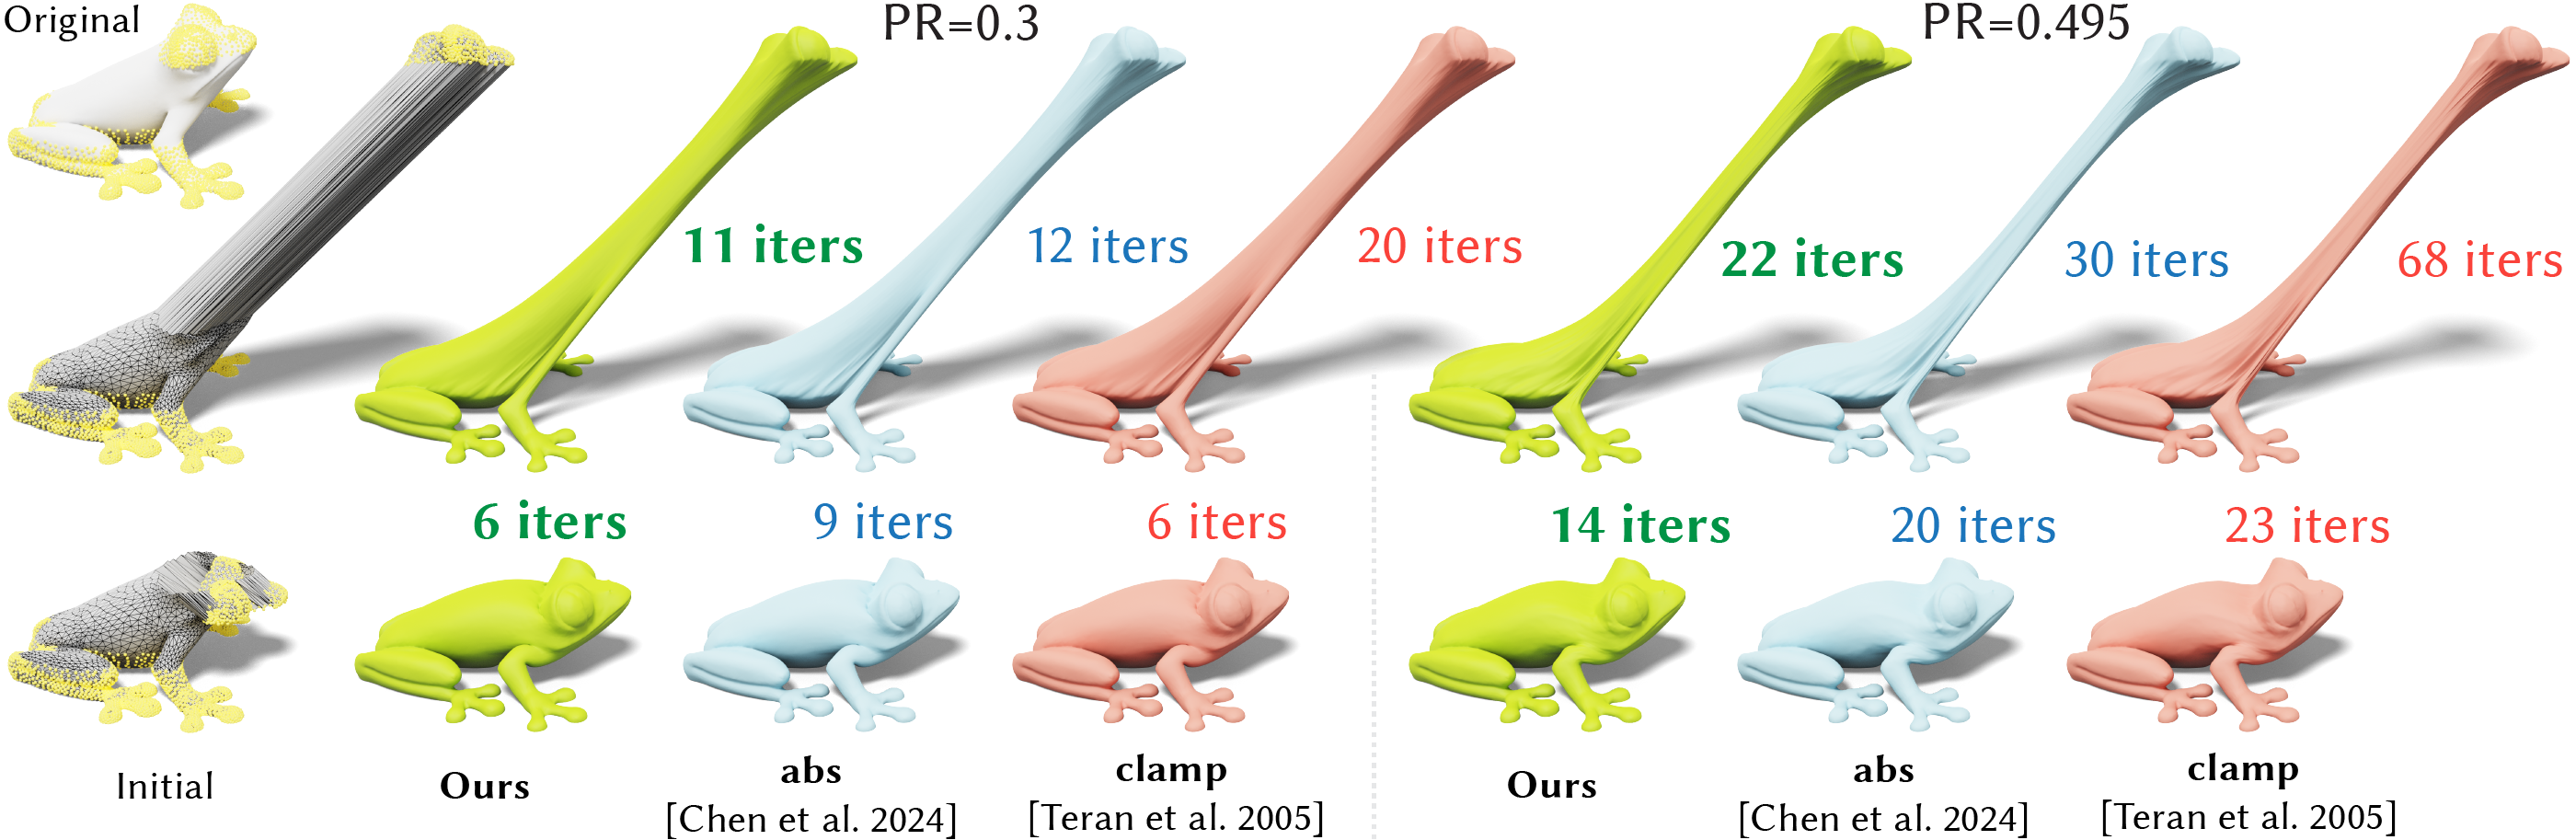 Original
PR=0.3
PR=0.495
11 iters
12 iters
20 iters
22 iters
30 iters
68 iters
6 iters
9 iters
6 iters
14 iters
20 iters
23 iters
Initial
Ours
abs
[Chen et al. 2024]
clamp
[Teran et al. 2005]
Ours
abs
[Chen et al. 2024]
clamp
[Teran et al. 2005]